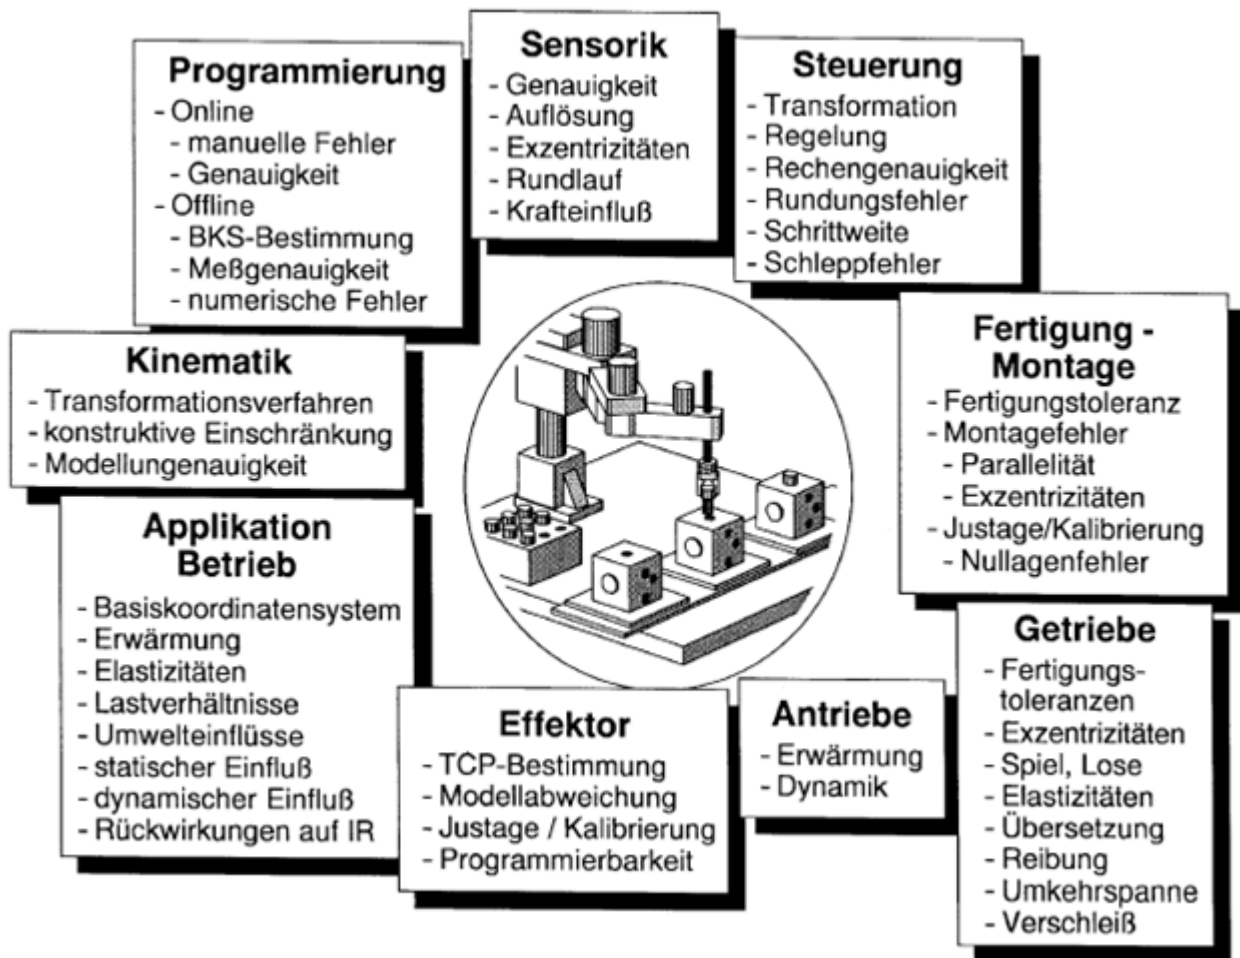 Programmierung
- Online
- manuelle Fehler
- Genauigkeit
- Offline
- BKS-Bestimmung
- Meßgenauigkeit
- numerische Fehler
Sensorik
- Genauigkeit
- Auflösung
- Exzentrizitäten
- Rundlauf
- Krafteinfluß
Steuerung
- Transformation
- Regelung
- Rechengenauigkeit
- Rundungsfehler
- Schrittweite
- Schleppfehler
Kinematik
- Transformationsverfahren
- konstruktive Einschränkung
- Modellungenauigkeit
Fertigung -
Montage
- Fertigungstoleranz
- Montagefehler
- Parallelität
- Exzentrizitäten
- Justage/Kalibrierung
- Nullagenfehler
Applikation
Betrieb
- Basiskoordinatensystem
- Erwärmung
- Elastizitäten
- Lastverhältnisse
- Umwelteinflüsse
- statischer Einfluß
- dynamischer Einfluß
- Rückwirkungen auf IR
Effektor
- TCP-Bestimmung
- Modellabweichung
- Justage / Kalibrierung
- Programmierbarkeit
Antriebe
- Erwärmung
- Dynamik
Getriebe
- Fertigungs-
toleranzen
- Exzentrizitäten
- Spiel, Lose
- Elastizitäten
- Übersetzung
- Reibung
- Umkehrspanne
- Verschleiß